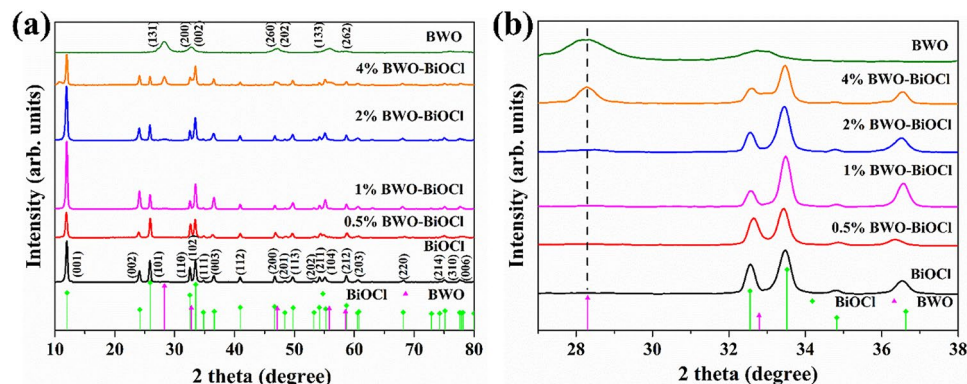 (a)
Intensity (arb. units)
(131) (200) (002) (260) (202) (133) (262)
BWO
4% BWO-BiOCl
2% BWO-BiOCl
1% BWO-BiOCl
0.5% BWO-BiOCl
BiOCl
(001) (002) (101) (110) (102 (111) (003) (112) (200) (201) (113) (202) (211) (104) (212) (203) (220) (214) (310) (006)
BiOCl BWO
10 20 30 40 50 60 70 80
2 theta (degree)
(b)
Intensity (arb. units)
BWO
4% BWO-BiOCl
2% BWO-BiOCl
1% BWO-BiOCl
0.5% BWO-BiOCl
BiOCl
BiOCl BWO
28 30 32 34 36 38
2 theta (degree)